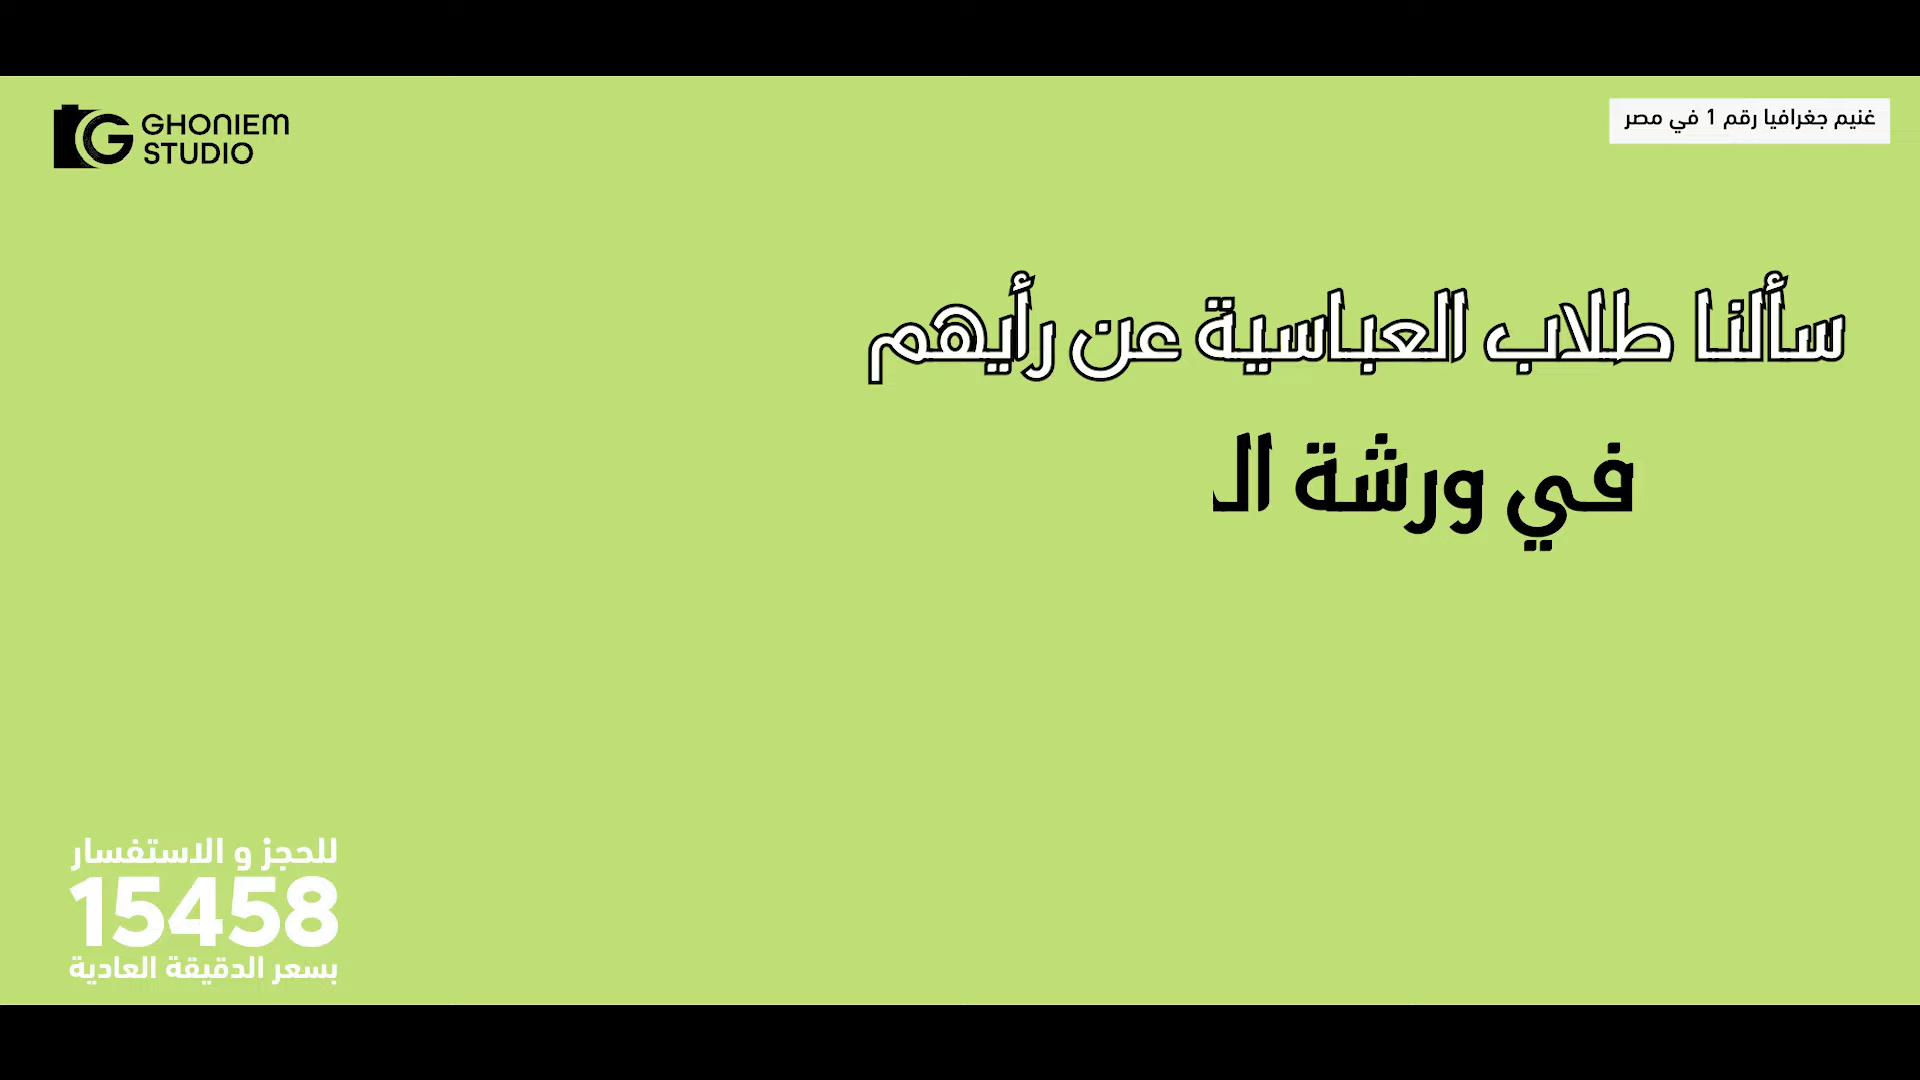 GHONIEM
STUDIO
غنيم جغرافيا رقم 1 في مصر
سألنا طلاب العباسية عن رأيهم
في ورشة الـ
للحجز و الاستفسار
15458
بسعر الدقيقة العادية